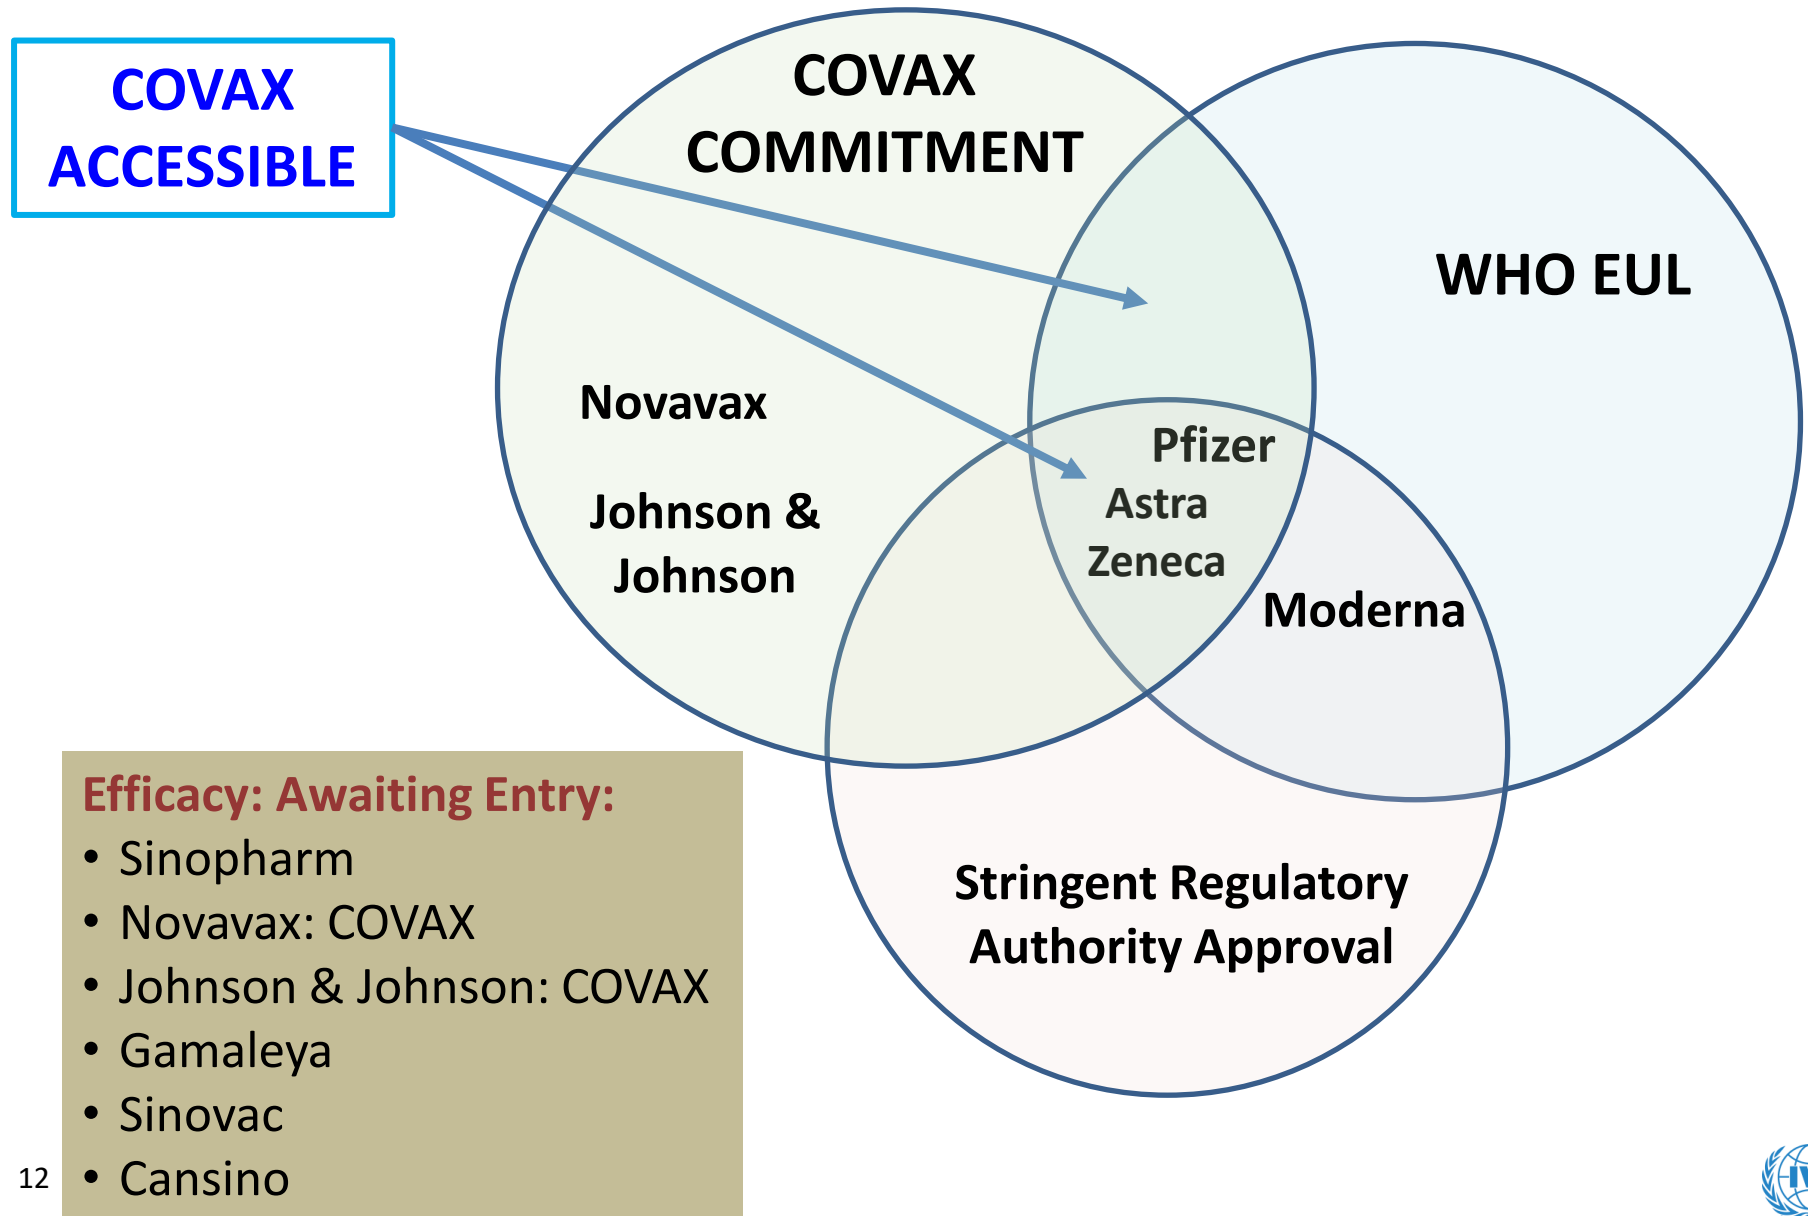 COVAX
ACCESSIBLE
COVAX
COMMITMENT
WHO EUL
Novavax
Johnson &
Johnson
Pfizer
Astra
Zeneca
Moderna
Stringent Regulatory
Authority Approval
Efficacy: Awaiting Entry:
• Sinopharm
• Novavax: COVAX
• Johnson & Johnson: COVAX
• Gamaleya
• Sinovac
• Cansino
12